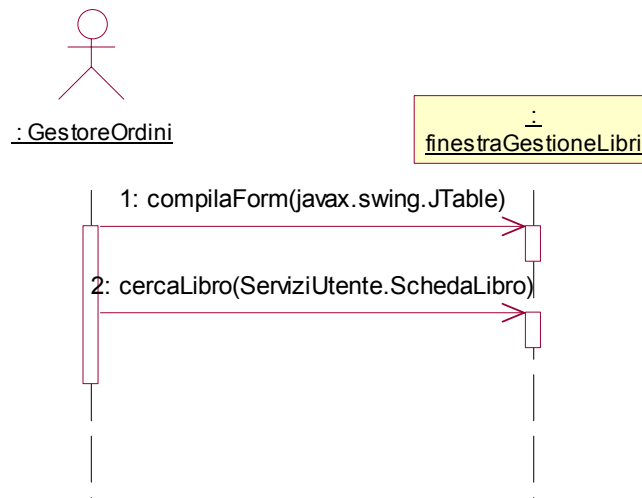 : GestoreOrdini
:
finestraGestioneLibri
1: compilaForm(javax.swing.JTable)
2: cercaLibro(ServiziUtente.SchedaLibro)